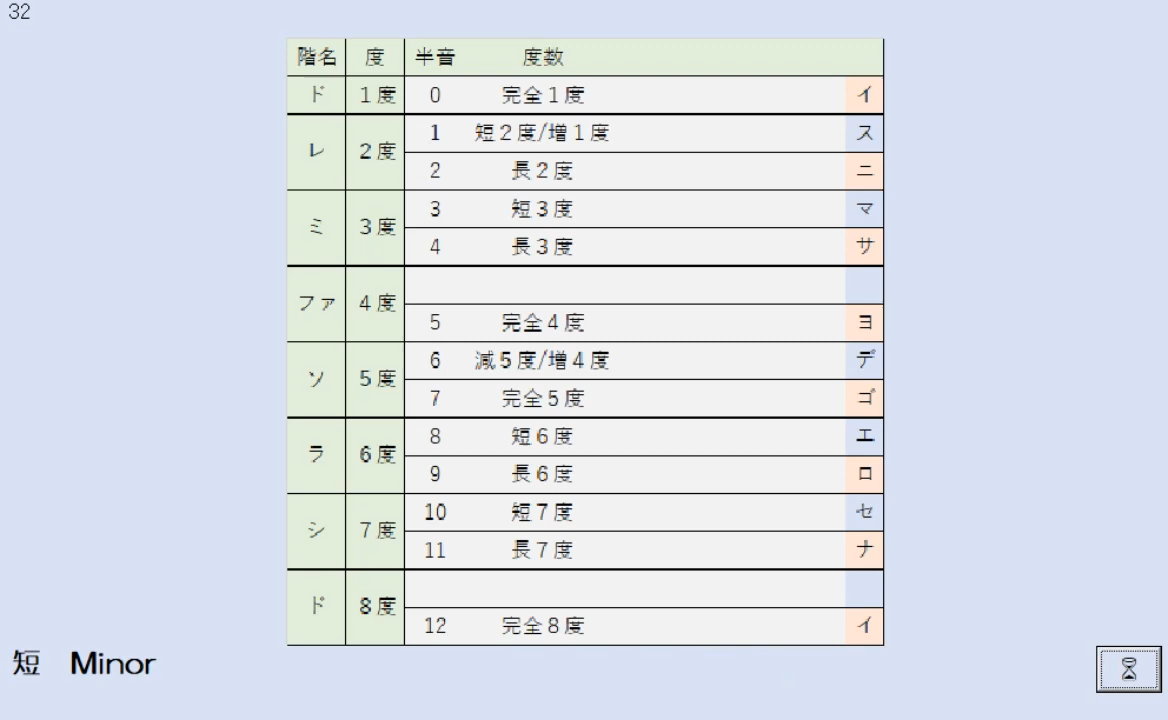 32
階名 度 半音 度数
ド 1度 0 完全1度 イ
レ 2度 1 短2度/増1度 ス
2 長2度 ニ
ミ 3度 3 短3度 マ
4 長3度 サ
ファ 4度
5 完全4度 ヨ
ソ 5度 6 減5度/増4度 デ
7 完全5度 ゴ
ラ 6度 8 短6度 エ
9 長6度 ロ
シ 7度 10 短7度 セ
11 長7度 ナ
ド 8度
12 完全8度 イ
短 Minor